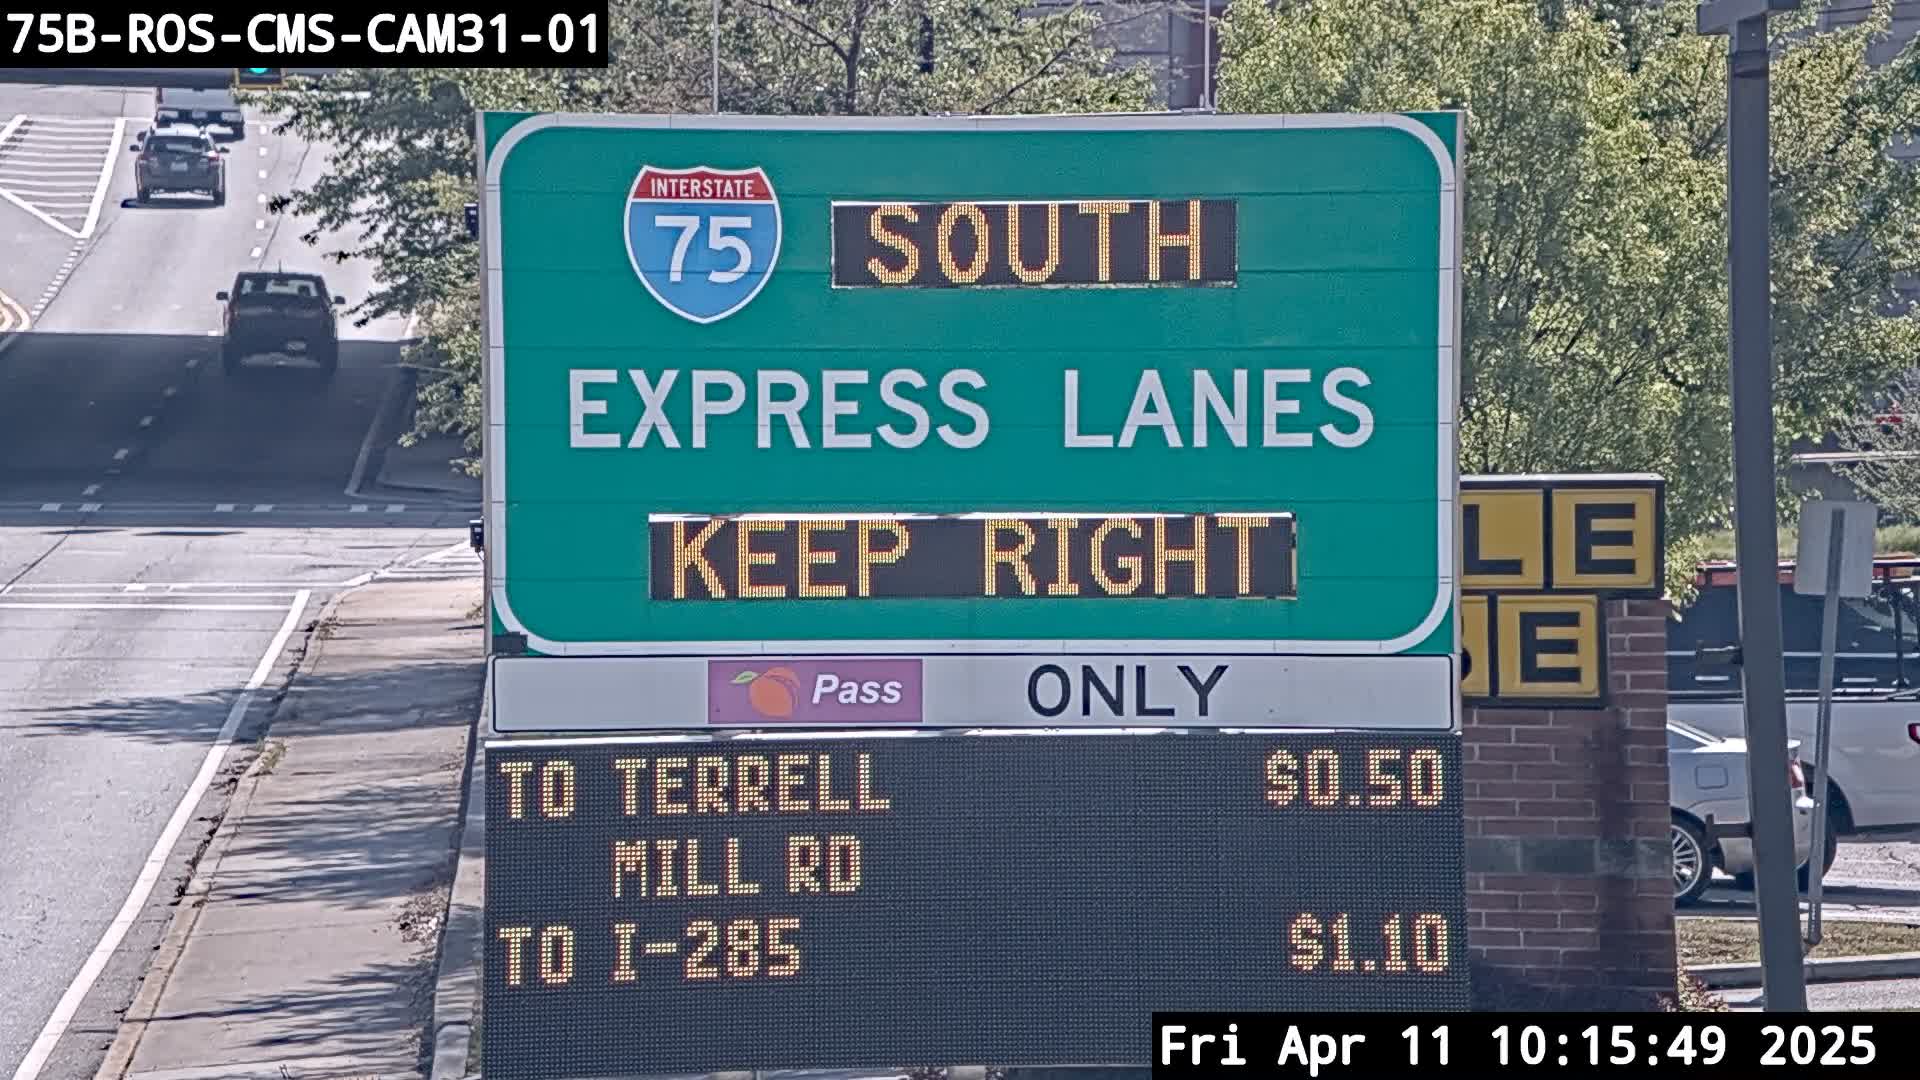 75B-ROS-CMS-CAM31-01
INTERSTATE
75
SOUTH
EXPRESS LANES
KEEP RIGHT
Pass ONLY
TO TERRELL $0.50
MILL RD
TO I-285 $1.10
LE
E
Fri Apr 11 10:15:49 2025